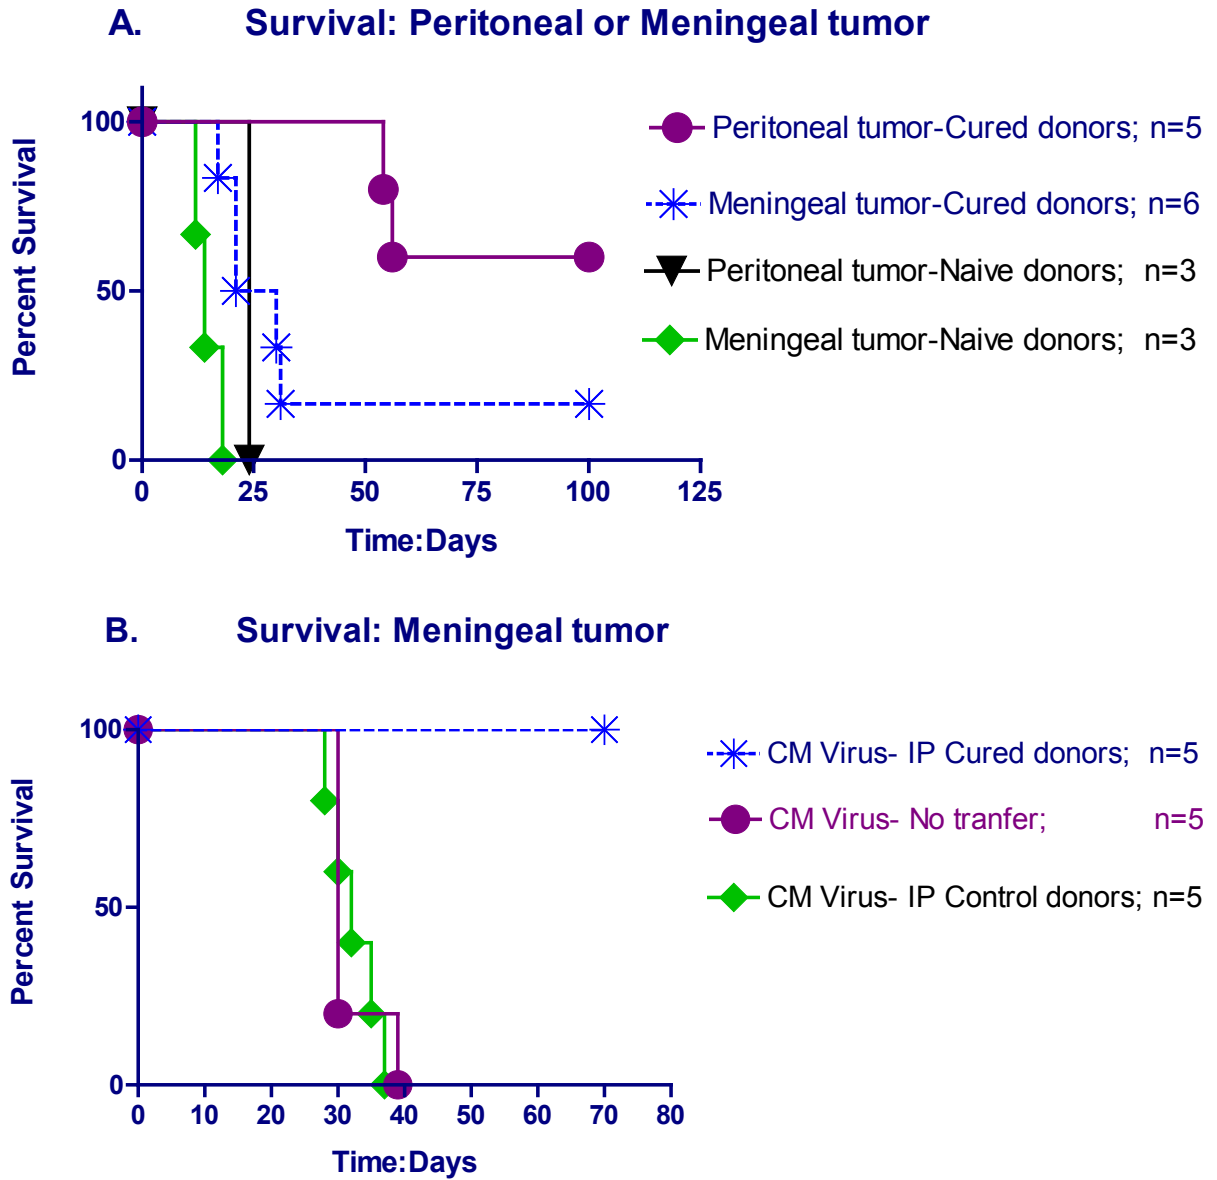 A. Survival: Peritoneal or Meningeal tumor
Percent Survival
100
50
0
0 25 50 75 100 125
Time:Days
Peritoneal tumor-Cured donors; n=5
Meningeal tumor-Cured donors; n=6
Peritoneal tumor-Naive donors; n=3
Meningeal tumor-Naive donors; n=3
B. Survival: Meningeal tumor
Percent Survival
100
50
0
0 10 20 30 40 50 60 70 80
Time:Days
CM Virus- IP Cured donors; n=5
CM Virus- No tranfer; n=5
CM Virus- IP Control donors; n=5